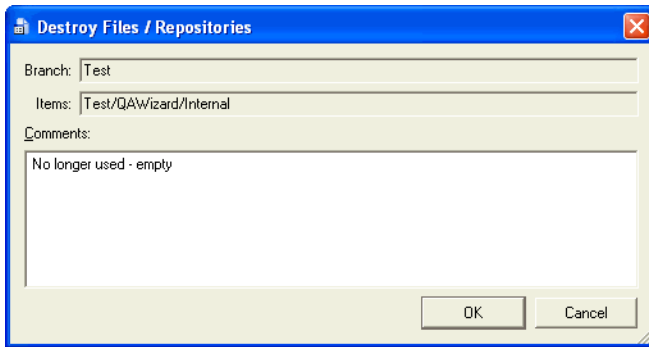 Destroy Files / Repositories
Branch: Test
Items: Test/QAWizard/Internal
Comments:
No longer used - empty
OK Cancel